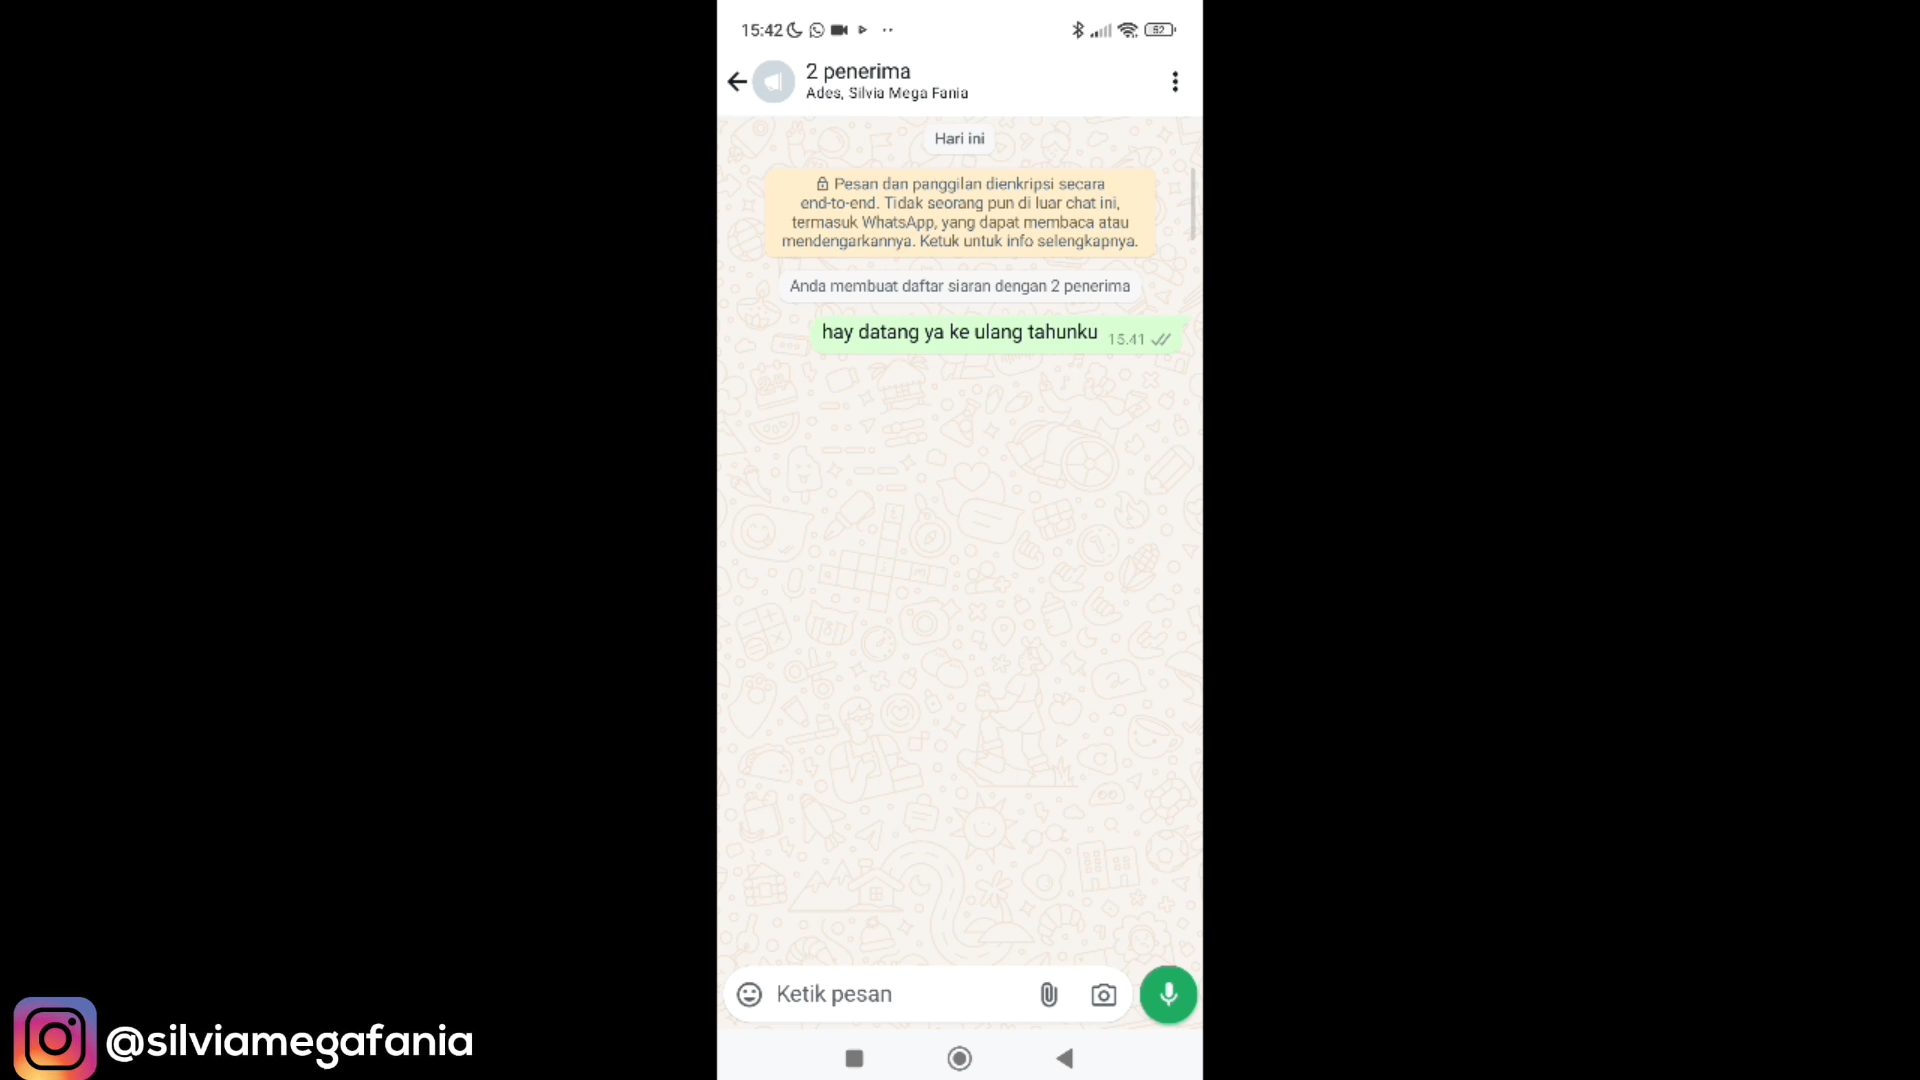 15:42
52
2 penerima
Ades, Silvia Mega Fania
Hari ini
Pesan dan panggilan dienkripsi secara
end-to-end. Tidak seorang pun di luar chat ini,
termasuk WhatsApp, yang dapat membaca atau
mendengarkannya. Ketuk untuk info selengkapnya.
Anda membuat daftar siaran dengan 2 penerima
hay datang ya ke ulang tahunku 15.41
Ketik pesan
@silviamegafania